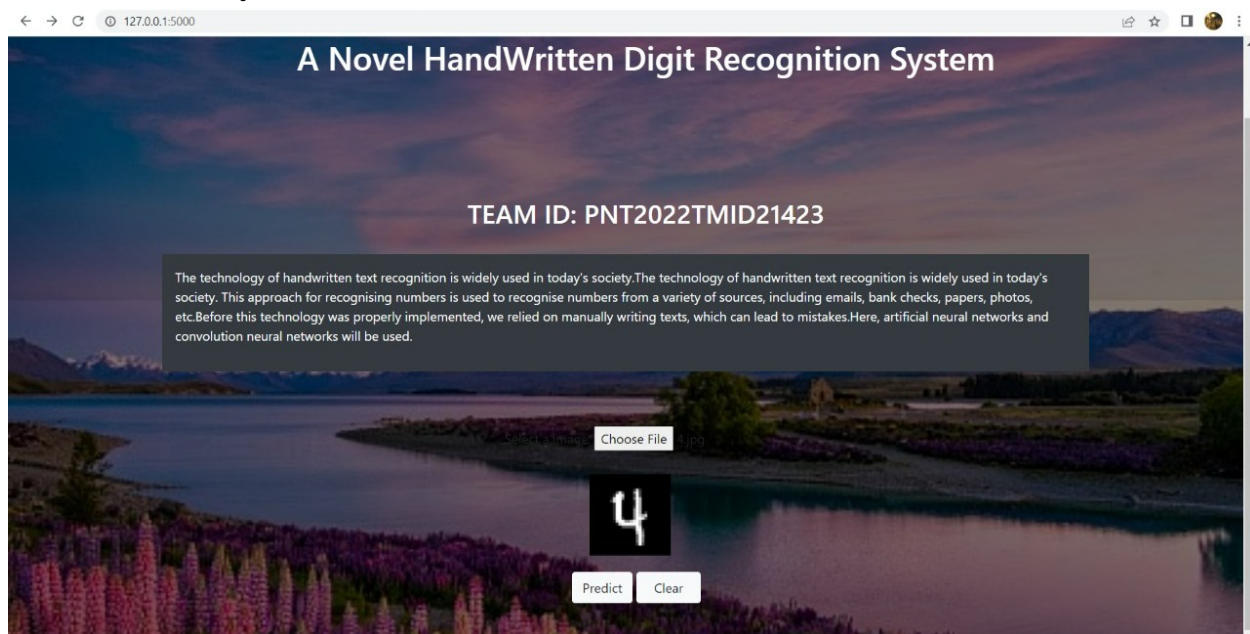 127.0.0.1:5000
A Novel HandWritten Digit Recognition System
TEAM ID: PNT2022TMID21423
The technology of handwritten text recognition is widely used in today's society.The technology of handwritten text recognition is widely used in today's
society. This approach for recognising numbers is used to recognise numbers from a variety of sources, including emails, bank checks, papers, photos,
etc.Before this technology was properly implemented, we relied on manually writing texts, which can lead to mistakes.Here, artificial neural networks and
convolution neural networks will be used.
Select a Image Choose File 4.jpg
4
Predict Clear